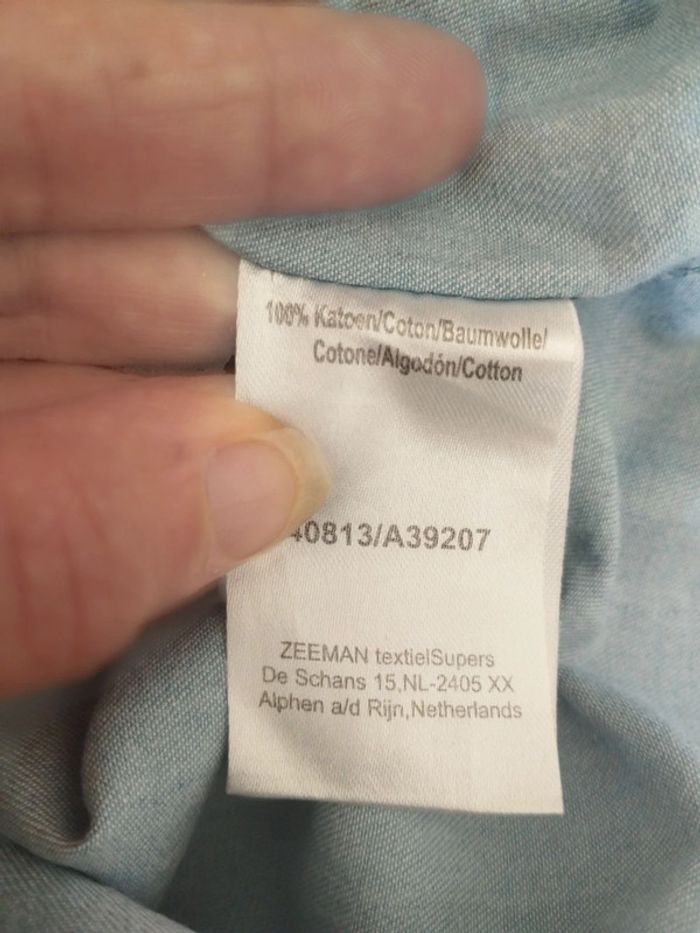 100% Katoen/Coton/Baumwolle/
Cotone/Algodón/Cotton
40813/A39207
ZEEMAN textielSupers
De Schans 15,NL-2405 XX
Alphen a/d Rijn,Netherlands